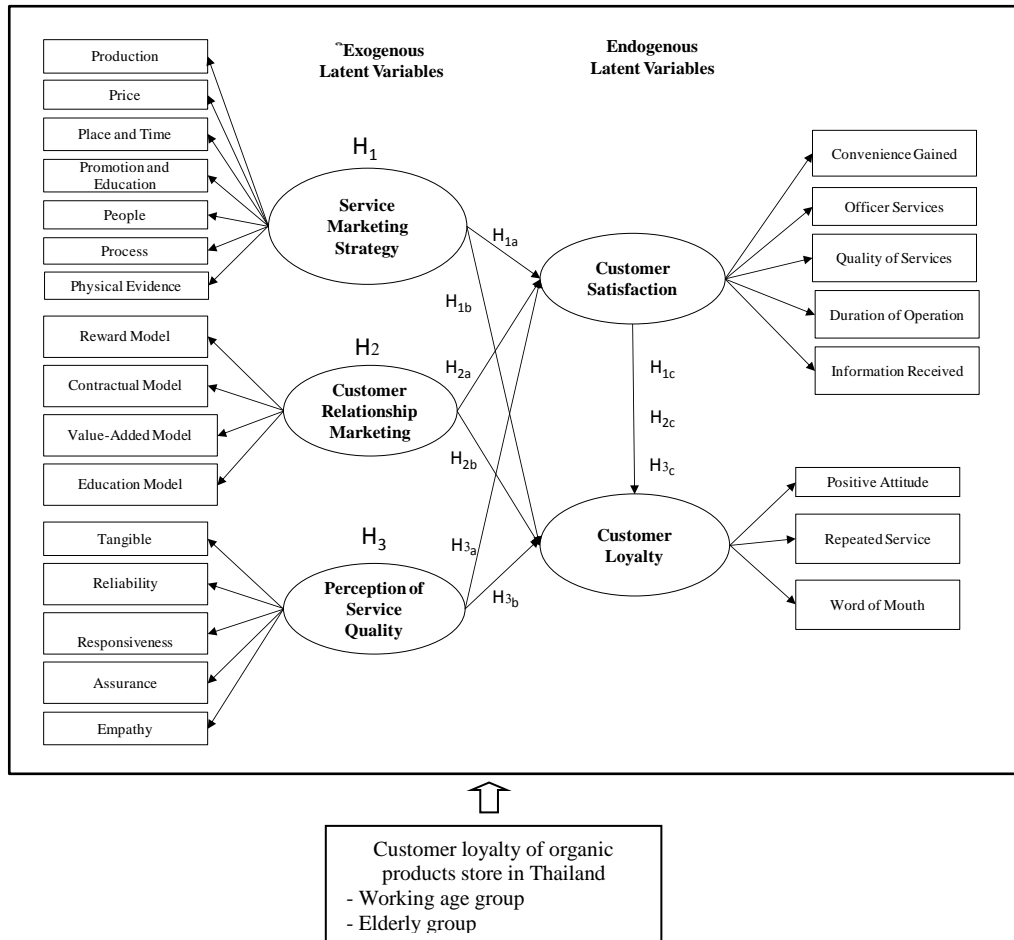 Exogenous
Latent Variables
Endogenous
Latent Variables
Production
Price
Place and Time
Promotion and
Education
People
Process
Physical Evidence
H1
Service
Marketing
Strategy
Reward Model
Contractual Model
Value-Added Model
Education Model
H2
Customer
Relationship
Marketing
Tangible
Reliability
Responsiveness
Assurance
Empathy
H3
Perception of
Service
Quality
H1a
H1b
H2a
H2b
H3a
H3b
Customer
Satisfaction
H1c
H2c
H3c
Customer
Loyalty
Convenience Gained
Officer Services
Quality of Services
Duration of Operation
Information Received
Positive Attitude
Repeated Service
Word of Mouth
Customer loyalty of organic
products store in Thailand
- Working age group
- Elderly group